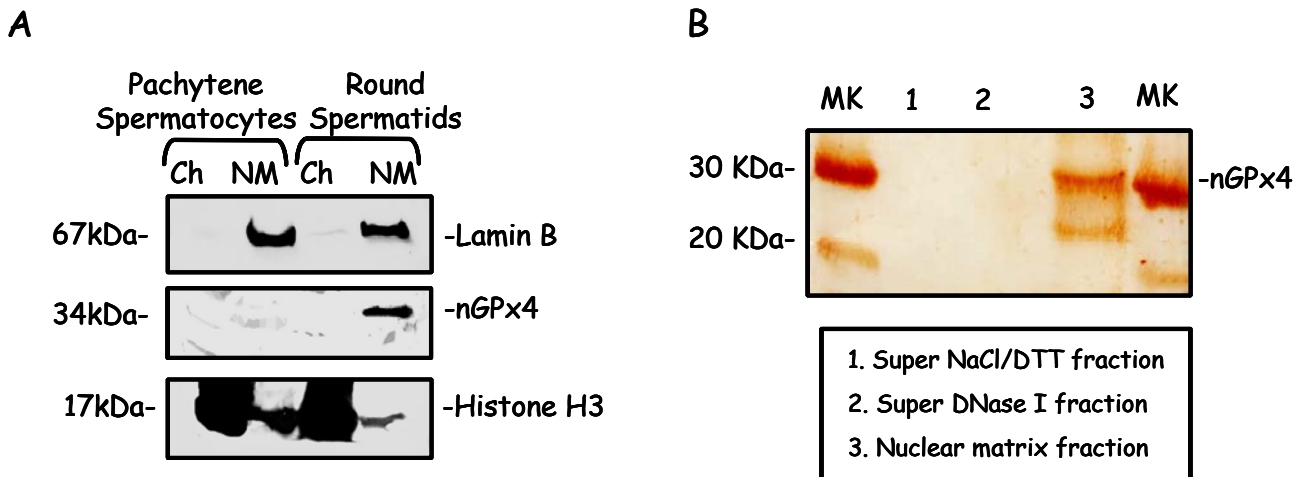 A
Pachytene Spermatocytes
Round Spermatids
Ch NM Ch NM
67kDa- -Lamin B
34kDa- -nGPx4
17kDa- -Histone H3
B
MK 1 2 3 MK
30 KDa- -nGPx4
20 KDa-
1. Super NaCl/DTT fraction
2. Super DNase I fraction
3. Nuclear matrix fraction